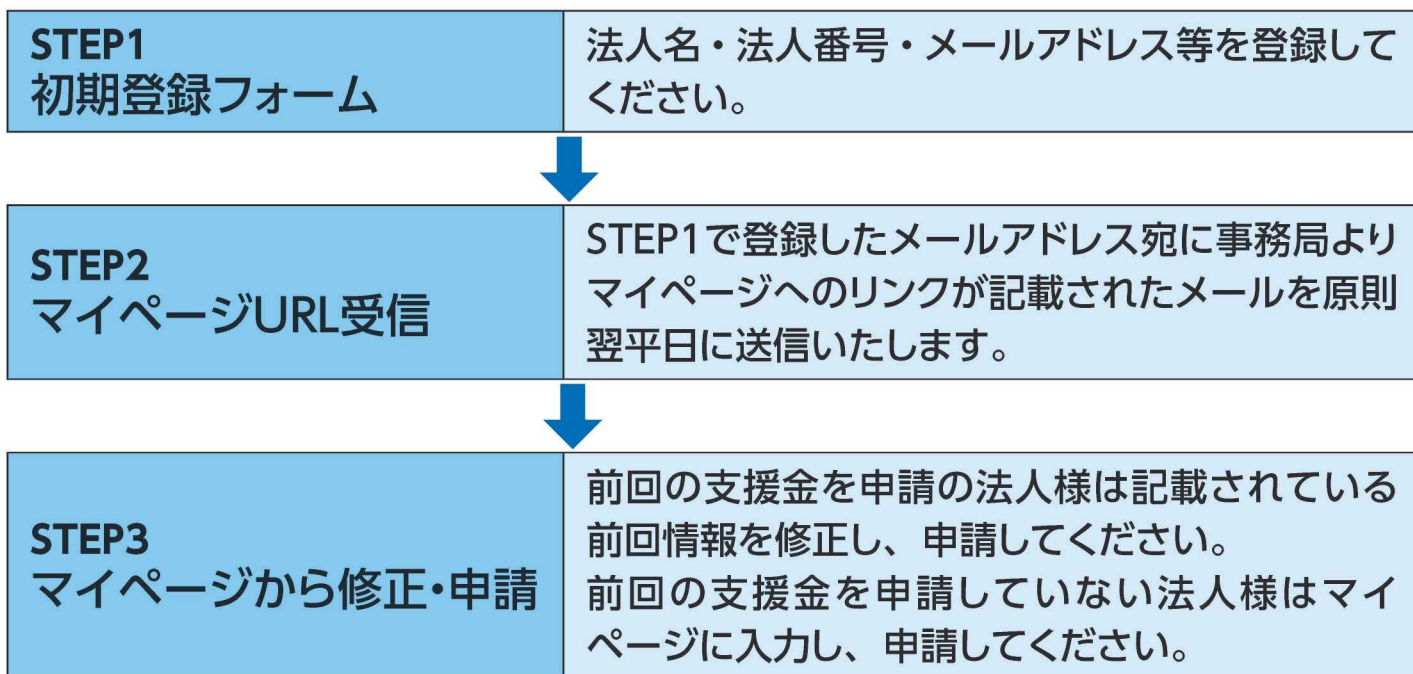 STEP1
初期登録フォーム
法人名・法人番号・メールアドレス等を登録して
ください。
STEP2
マイページURL受信
STEP1で登録したメールアドレス宛に事務局より
マイページへのリンクが記載されたメールを原則
翌平日に送信いたします。
STEP3
マイページから修正・申請
前回の支援金を申請の法人様は記載されている
前回情報を修正し、申請してください。
前回の支援金を申請していない法人様はマイ
ページに入力し、申請してください。